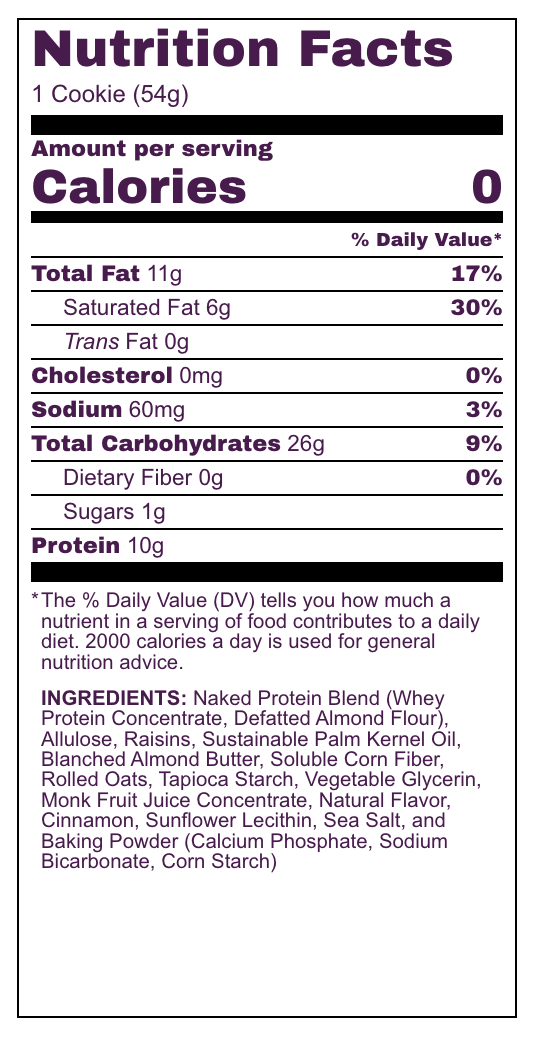 Nutrition Facts
1 Cookie (54g)
Amount per serving
Calories 0
% Daily Value*
Total Fat 11g 17%
Saturated Fat 6g 30%
Trans Fat 0g
Cholesterol 0mg 0%
Sodium 60mg 3%
Total Carbohydrates 26g 9%
Dietary Fiber 0g 0%
Sugars 1g
Protein 10g
*The % Daily Value (DV) tells you how much a
nutrient in a serving of food contributes to a daily
diet. 2000 calories a day is used for general
nutrition advice.
INGREDIENTS: Naked Protein Blend (Whey
Protein Concentrate, Defatted Almond Flour),
Allulose, Raisins, Sustainable Palm Kernel Oil,
Blanched Almond Butter, Soluble Corn Fiber,
Rolled Oats, Tapioca Starch, Vegetable Glycerin,
Monk Fruit Juice Concentrate, Natural Flavor,
Cinnamon, Sunflower Lecithin, Sea Salt, and
Baking Powder (Calcium Phosphate, Sodium
Bicarbonate, Corn Starch)